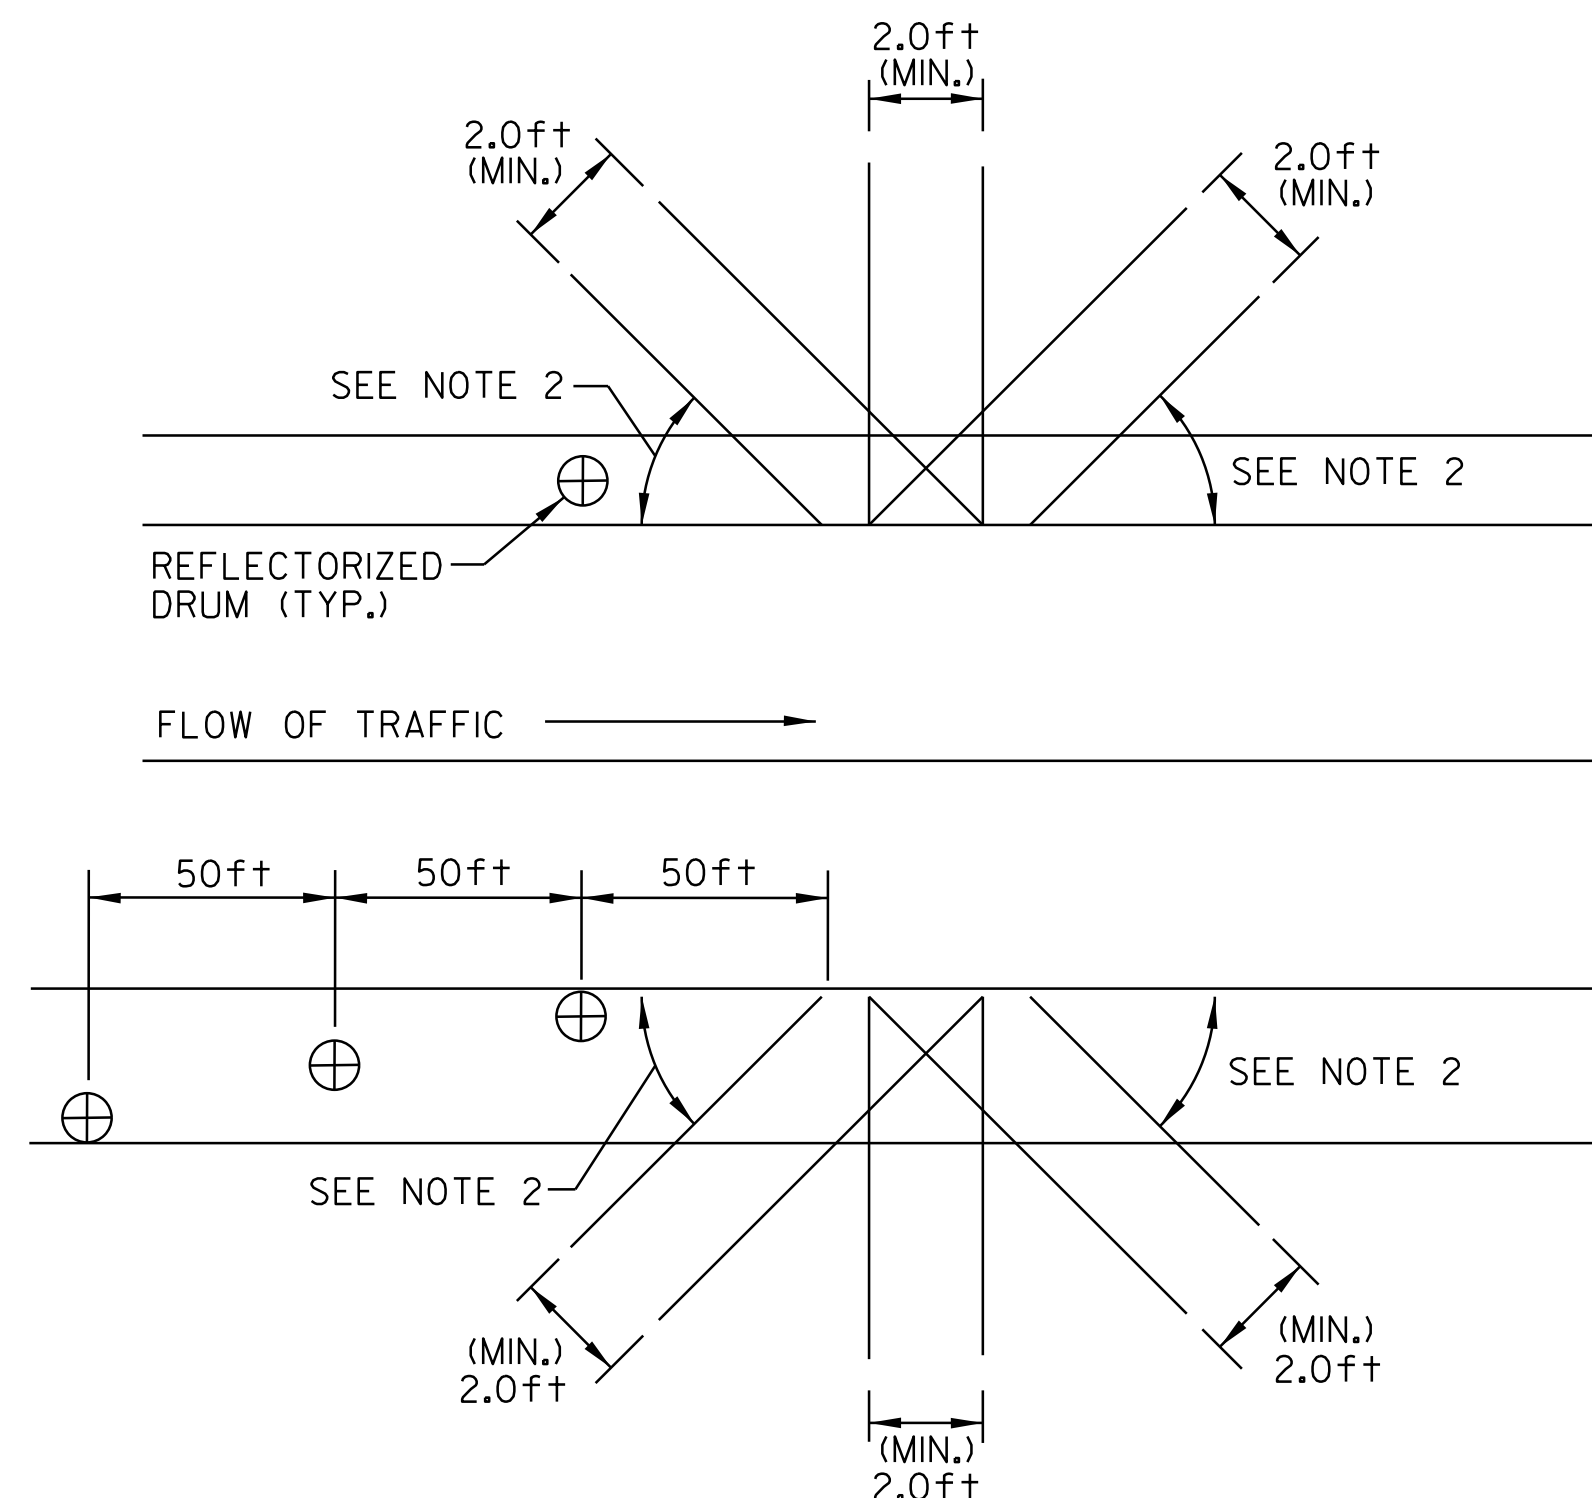 2.0ft
(MIN.)
2.0ft
(MIN.)
2.0ft
(MIN.)
SEE NOTE 2
SEE NOTE 2
REFLECTORIZED
DRUM (TYP.)
FLOW OF TRAFFIC
50ft 50ft 50ft
SEE NOTE 2
SEE NOTE 2
(MIN.)
2.0ft
(MIN.)
2.0ft
(MIN.)
2.0ft